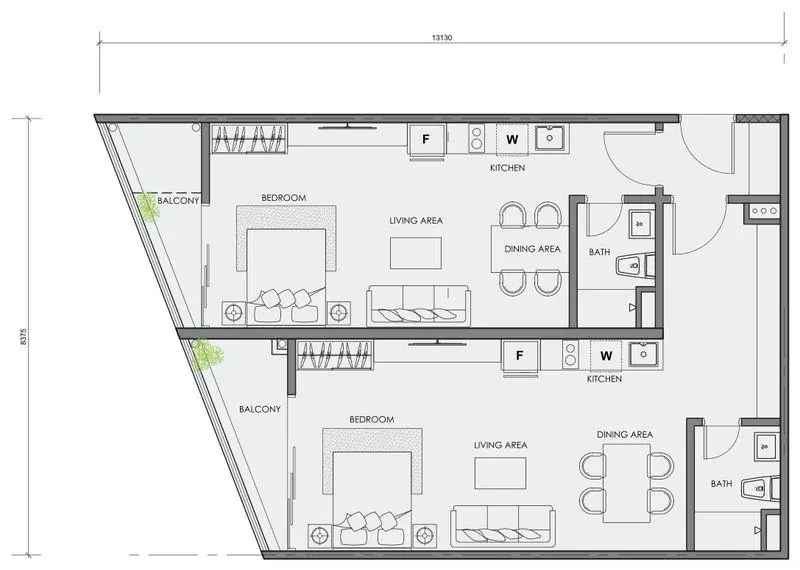 13130
8375
F
W
KITCHEN
BALCONY
BEDROOM
LIVING AREA
DINING AREA
BATH
F
W
KITCHEN
BALCONY
BEDROOM
LIVING AREA
DINING AREA
BATH